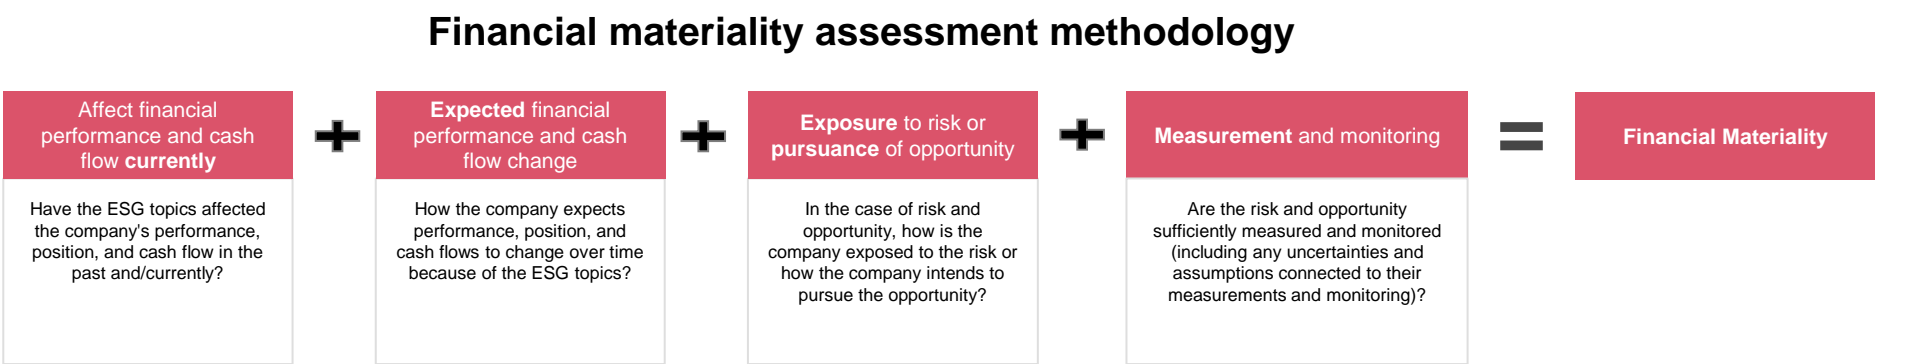 Financial materiality assessment methodology
Affect financial
performance and cash
flow currently
Have the ESG topics affected
the company's performance,
position, and cash flow in the
past and/currently?
Expected financial
performance and cash
flow change
How the company expects
performance, position, and
cash flows to change over time
because of the ESG topics?
Exposure to risk or
pursuance of opportunity
In the case of risk and
opportunity, how is the
company exposed to the risk or
how the company intends to
pursue the opportunity?
Measurement and monitoring
Are the risk and opportunity
sufficiently measured and monitored
(including any uncertainties and
assumptions connected to their
measurements and monitoring)?
Financial Materiality